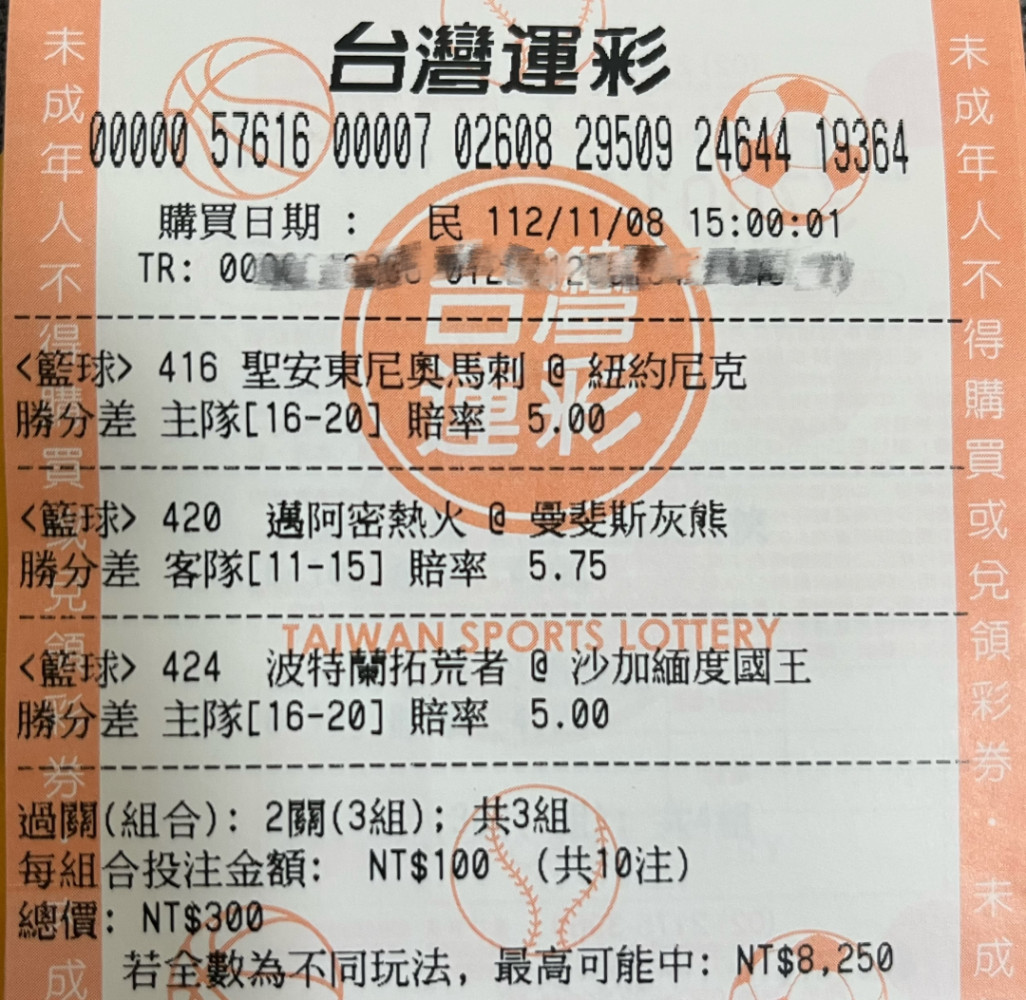 台灣運彩
00000 57616 00007 02608 29509 24644 19364
購買日期： 民 112/11/08 15:00:01
TR: 00
<籃球> 416 聖安東尼奧馬刺 @ 紐約尼克
勝分差 主隊[16-20] 賠率 5.00
<籃球> 420 邁阿密熱火 @ 曼斐斯灰熊
勝分差 客隊[11-15] 賠率 5.75
TAIWAN SPORTS LOTTERY
<籃球> 424 波特蘭拓荒者 @ 沙加緬度國王
勝分差 主隊[16-20] 賠率 5.00
過關(組合): 2關(3組); 共3組
每組合投注金額: NT$100 (共10注)
總價: NT$300
若全數為不同玩法, 最高可能中: NT$8,250
台灣運彩
未成年人不得購買或兌領彩券．未成
未成年人不得購買或兌領彩券．未成